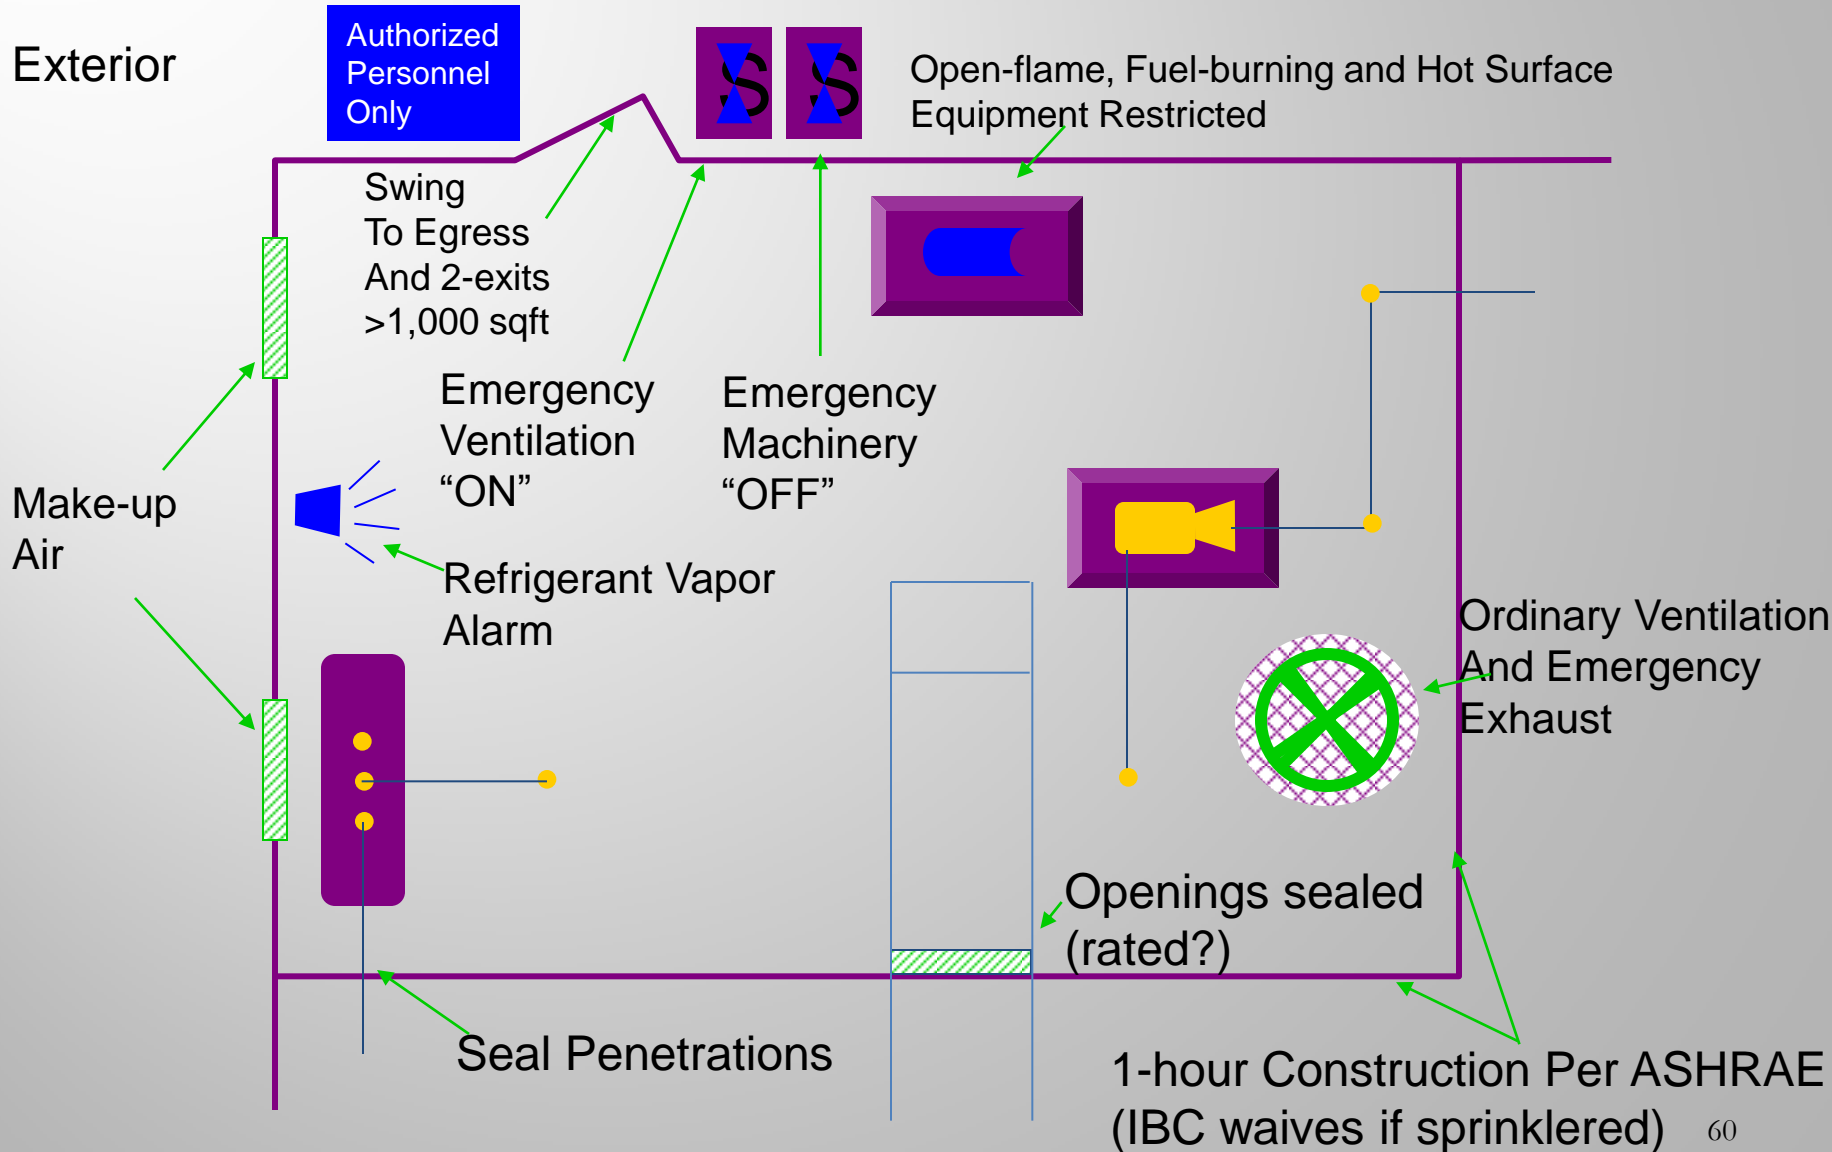 Exterior
Authorized
Personnel
Only
S
S
Open-flame, Fuel-burning and Hot Surface
Equipment Restricted
Swing
To Egress
And 2-exits
>1,000 sqft
Emergency
Ventilation
“ON”
Emergency
Machinery
“OFF”
Make-up
Air
Refrigerant Vapor
Alarm
Ordinary Ventilation
And Emergency
Exhaust
Openings sealed
(rated?)
Seal Penetrations
1-hour Construction Per ASHRAE
(IBC waives if sprinklered)
60